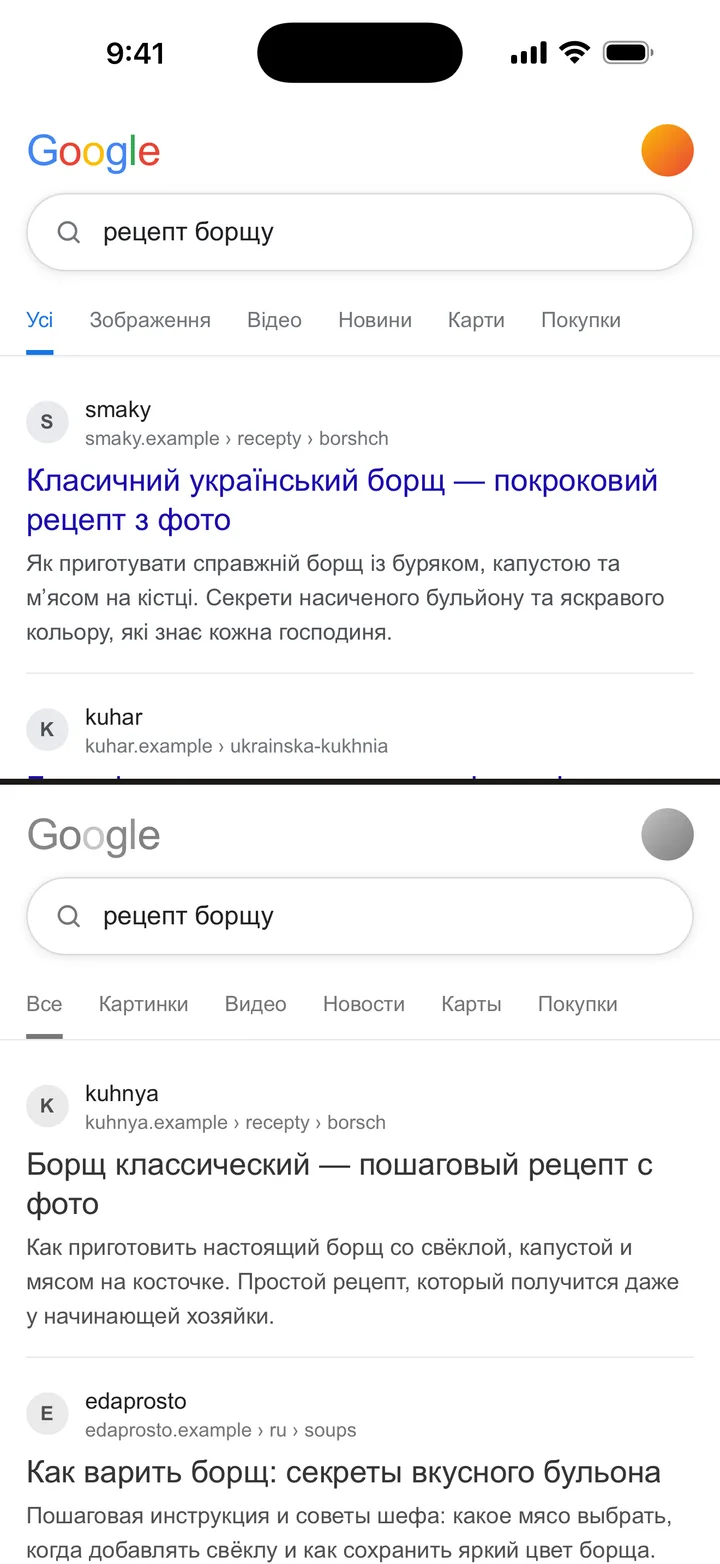 9:41
Google
рецепт борщу
Усі Зображення Відео Новини Карти Покупки
S
smaky
smaky.example › recepty › borshch
Класичний український борщ — покроковий
рецепт з фото
Як приготувати справжній борщ із буряком, капустою та
м’ясом на кістці. Секрети насиченого бульйону та яскравого
кольору, які знає кожна господиня.
K
kuhar
kuhar.example › ukrainska-kukhnia
Google
рецепт борщу
Все Картинки Видео Новости Карты Покупки
K
kuhnya
kuhnya.example › recepty › borsch
Борщ классический — пошаговый рецепт с
фото
Как приготовить настоящий борщ со свёклой, капустой и
мясом на косточке. Простой рецепт, который получится даже
у начинающей хозяйки.
E
edaprosto
edaprosto.example › ru › soups
Как варить борщ: секреты вкусного бульона
Пошаговая инструкция и советы шефа: какое мясо выбрать,
когда добавлять свёклу и как сохранить яркий цвет борща.